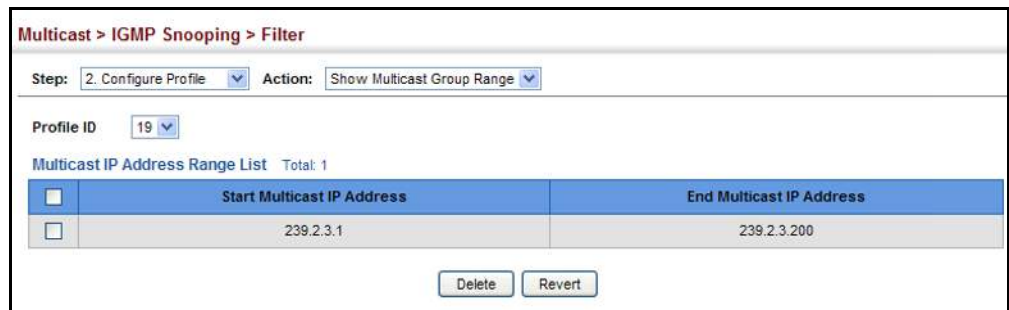 Multicast > IGMP Snooping > Filter
Step: 2. Configure Profile Action: Show Multicast Group Range
Profile ID 19
Multicast IP Address Range List Total: 1
Start Multicast IP Address End Multicast IP Address
239.2.3.1 239.2.3.200
Delete Revert